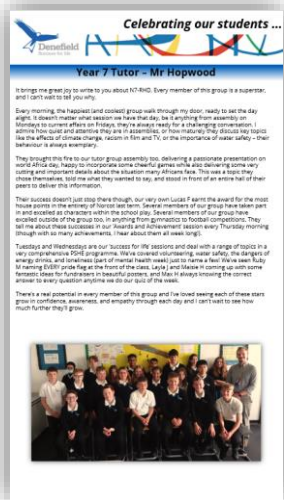 Celebrating our students ...
Denefield
Year 7 Tutor – Mr Hopwood
It brings me great joy to write to you about N7-RHO. Every member of this group is a superstar,
and I can't wait to tell you why.
Every morning, the happiest (and coolest) group walk through my door, ready to set the day
alight. It doesn't matter what session we have that day, be it anything from assembly on
Mondays to current affairs on Fridays, they're always ready for a challenging conversation. I
admire how quiet and attentive they are in assemblies, or how maturely they discuss key topics
like the effects of climate change, racism in film and TV, or the importance of water safety – their
behaviour is always exemplary.
They brought this fire to our tutor group assembly too, delivering a passionate presentation on
world Africa day, happy to incorporate some cheerful games while also delivering some very
cutting and important details about the situation many Africans face. This was a topic they
chose themselves, told me what they wanted to say, and stood in front of an entire hall of their
peers to deliver this information.
Their success doesn't just stop there though, our very own Lucas F earnt the award for the most
house points in the entirety of Norcot last term. Several members of our group have taken part
in and excelled as characters within the school play. Several members of our group have
excelled outside of the group too, in anything from gymnastics to football competitions. They
tell me about these successes in our 'Awards and Achievement' session every Thursday morning
(though with so many achievements, I hear about them all week long!).
Tuesdays and Wednesdays are our 'success for life' sessions and deal with a range of topics in a
very comprehensive PSHE programme. We've covered volunteering, water safety, the dangers of
energy drinks, and loneliness (part of mental health week) just to name a few! We've seen Ruby
M naming EVERY pride fleg at the front of the class, Layla J and Maisie H coming up with some
fantastic ideas for fundraisers in beautiful posters, and Max H always knowing the correct
answer to every question anytime we do our quiz of the week.
There's a real potential in every member of this group and I've loved seeing each of these stars
grow in confidence, awareness, and empathy through each day and I can't wait to see how
much further they'll grow.